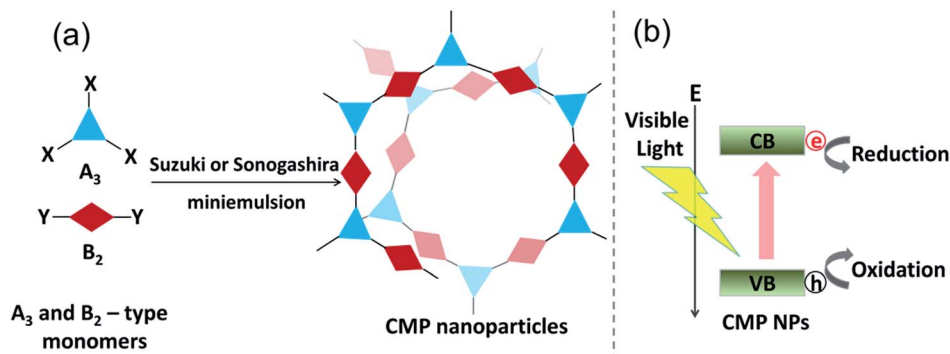 (a)
X
X
X
A3
Y
Y
B2
A3 and B2 – type
monomers
Suzuki or Sonogashira
miniemulsion
CMP nanoparticles
(b)
E
Visible
Light
CB
e
Reduction
VB
h
Oxidation
CMP NPs